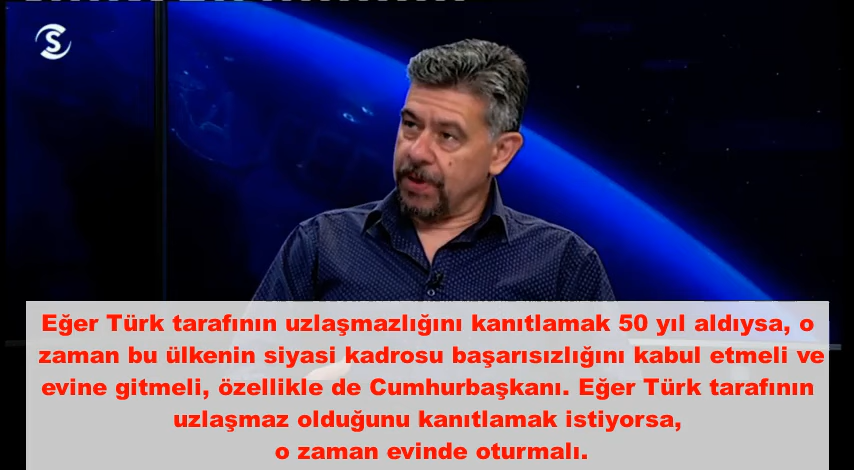 S
Eğer Türk tarafının uzlaşmazlığını kanıtlamak 50 yıl aldıysa, o
zaman bu ülkenin siyasi kadrosu başarısızlığını kabul etmeli ve
evine gitmeli, özellikle de Cumhurbaşkanı. Eğer Türk tarafının
uzlaşmaz olduğunu kanıtlamak istiyorsa,
o zaman evinde oturmalı.